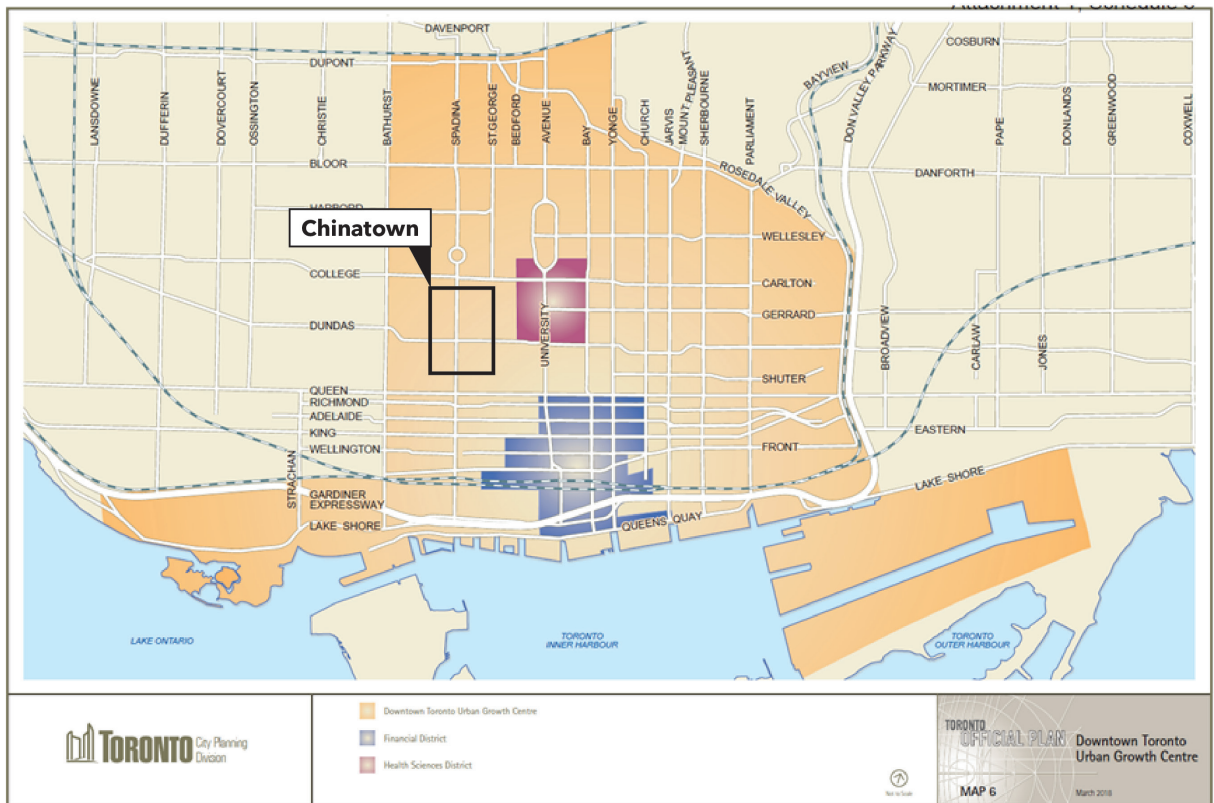 DAVENPORT
DUPONT
LANSDOWNE
DUFFERIN
DOVERCOURT
OSSINGTON
CHRISTIE
BATHURST
SPADINA
ST.GEORGE
BEDFORD
AVENUE
BAY
YONGE
CHURCH
JARVIS
MOUNT PLEASANT
SHERBOURNE
PARLIAMENT
BAYVIEW
DON VALLEY PARKWAY
COSBURN
MORTIMER
PAPE
DONLANDS
GREENWOOD
COXWELL
BLOOR
ROSEDALE VALLEY
DANFORTH
Chinatown
WELLESLEY
COLLEGE
CARLTON
GERRARD
DUNDAS
UNIVERSITY
BROADVIEW
CARLAW
JONES
SHUTER
QUEEN
RICHMOND
ADELAIDE
KING
WELLINGTON
FRONT
EASTERN
STRACHAN
GARDINER
EXPRESSWAY
LAKE SHORE
LAKE SHORE
QUEENS QUAY
LAKE ONTARIO
TORONTO
INNER HARBOUR
TORONTO
OUTER HARBOUR
TORONTO City Planning
Division
Downtown Toronto Urban Growth Centre
Financial District
Health Sciences District
Not to Scale
TORONTO
OFFICIAL PLAN
Downtown Toronto
Urban Growth Centre
MAP 6
March 2018